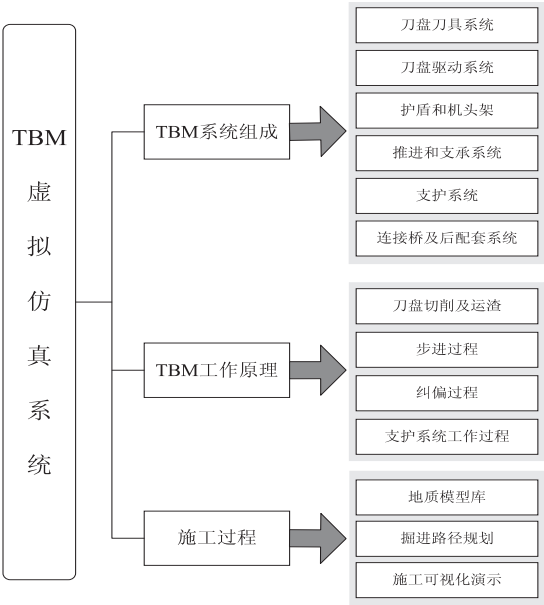 TBM
虚
拟
仿
真
系
统
TBM系统组成
刀盘刀具系统
刀盘驱动系统
护盾和机头架
推进和支承系统
支护系统
连接桥及后配套系统
TBM工作原理
刀盘切削及运渣
步进过程
纠偏过程
支护系统工作过程
施工过程
地质模型库
掘进路径规划
施工可视化演示